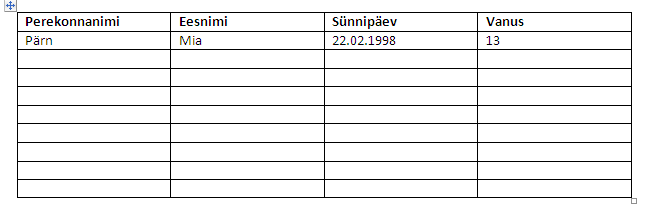 Perekonnanimi Eesnimi Sünnipäev Vanus
Pärn Mia 22.02.1998 13